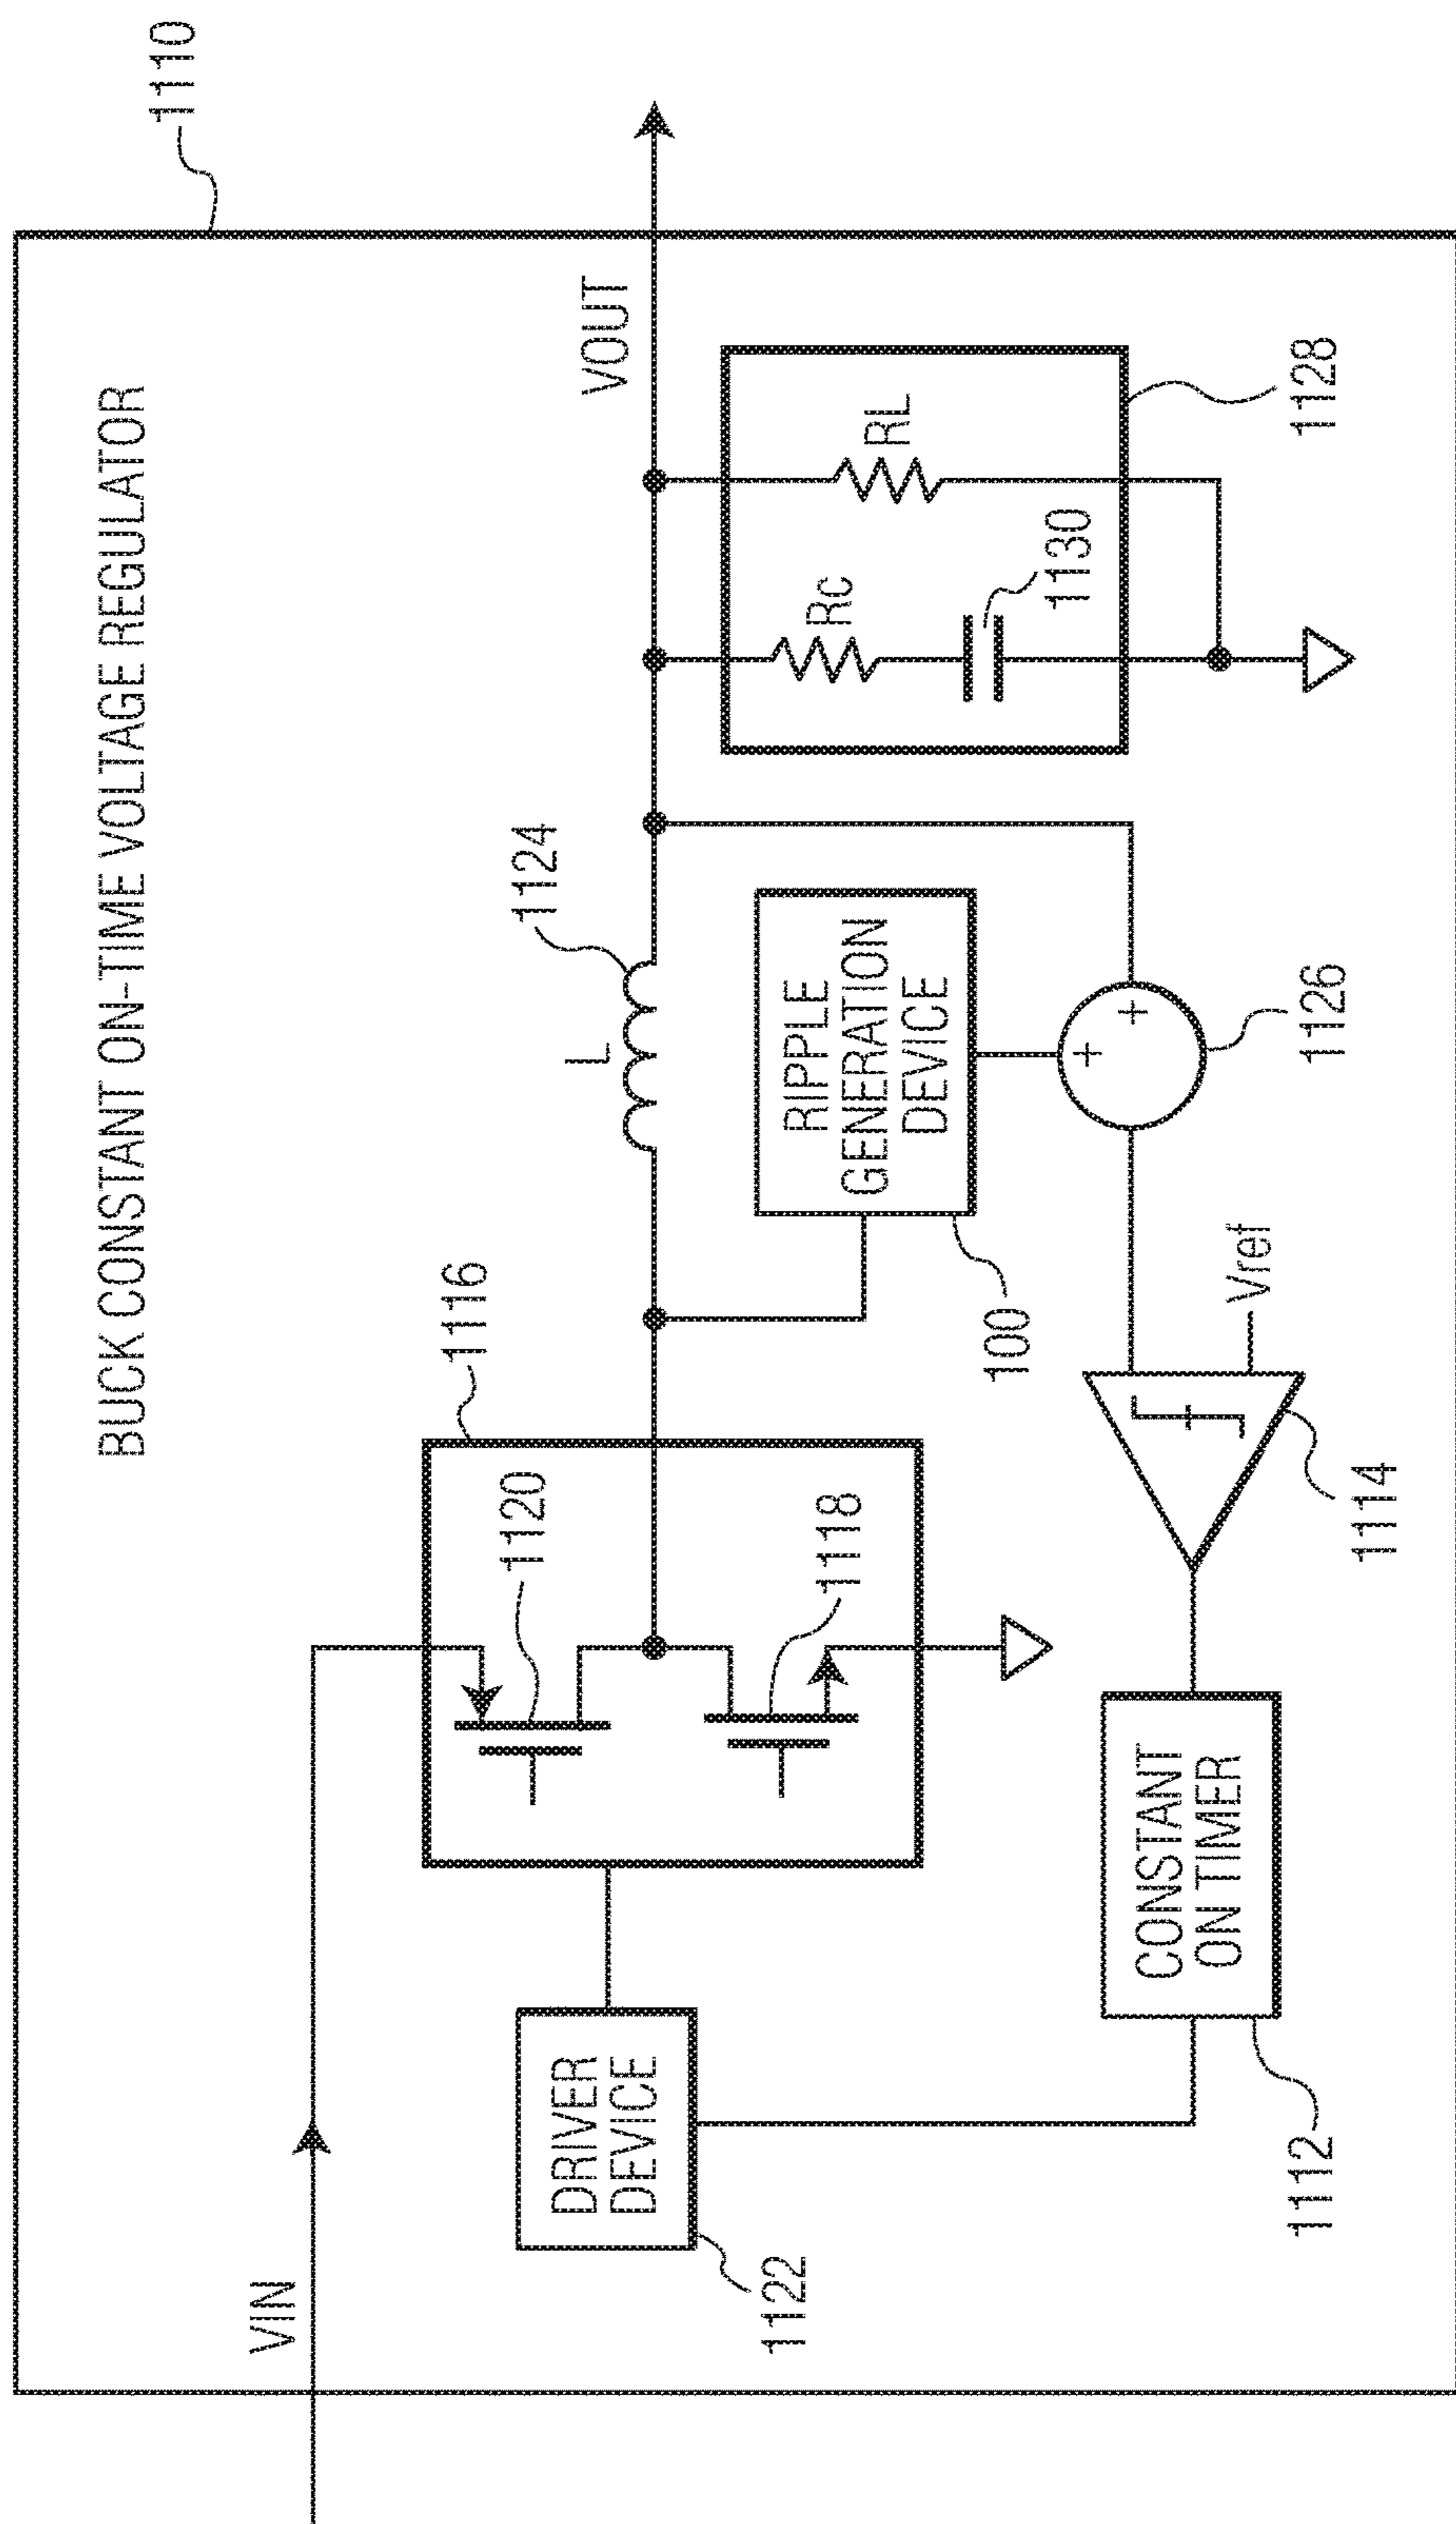 BUCK CONSTANT ON-TIME VOLTAGE REGULATOR
1110
VIN
1116
1120
1118
L
1124
VOUT
DRIVER
DEVICE
1122
RIPPLE
GENERATION
DEVICE
100
Rc
RL
1130
1128
CONSTANT
ON TIMER
1112
1114
Vref
+
+
1126